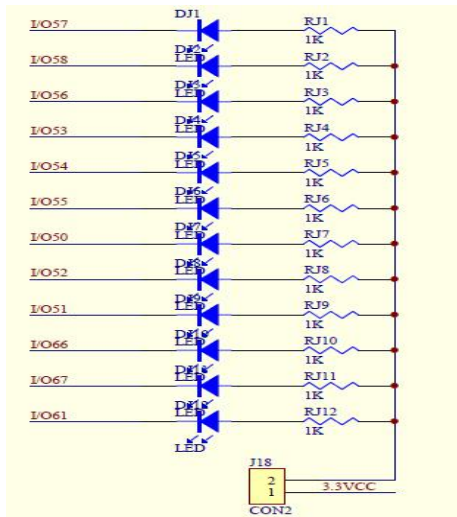 DJ1
I/O57 RJ1
1K
DJ2
LED
I/O58 RJ2
1K
DJ3
LED
I/O56 RJ3
1K
DJ4
LED
I/O53 RJ4
1K
DJ5
LED
I/O54 RJ5
1K
DJ6
LED
I/O55 RJ6
1K
DJ7
LED
I/O50 RJ7
1K
DJ8
LED
I/O52 RJ8
1K
DJ9
LED
I/O51 RJ9
1K
DJ10
LED
I/O66 RJ10
1K
DJ11
LED
I/O67 RJ11
1K
DJ12
LED
I/O61 RJ12
1K
LED
J18
2
1 3.3VCC
CON2